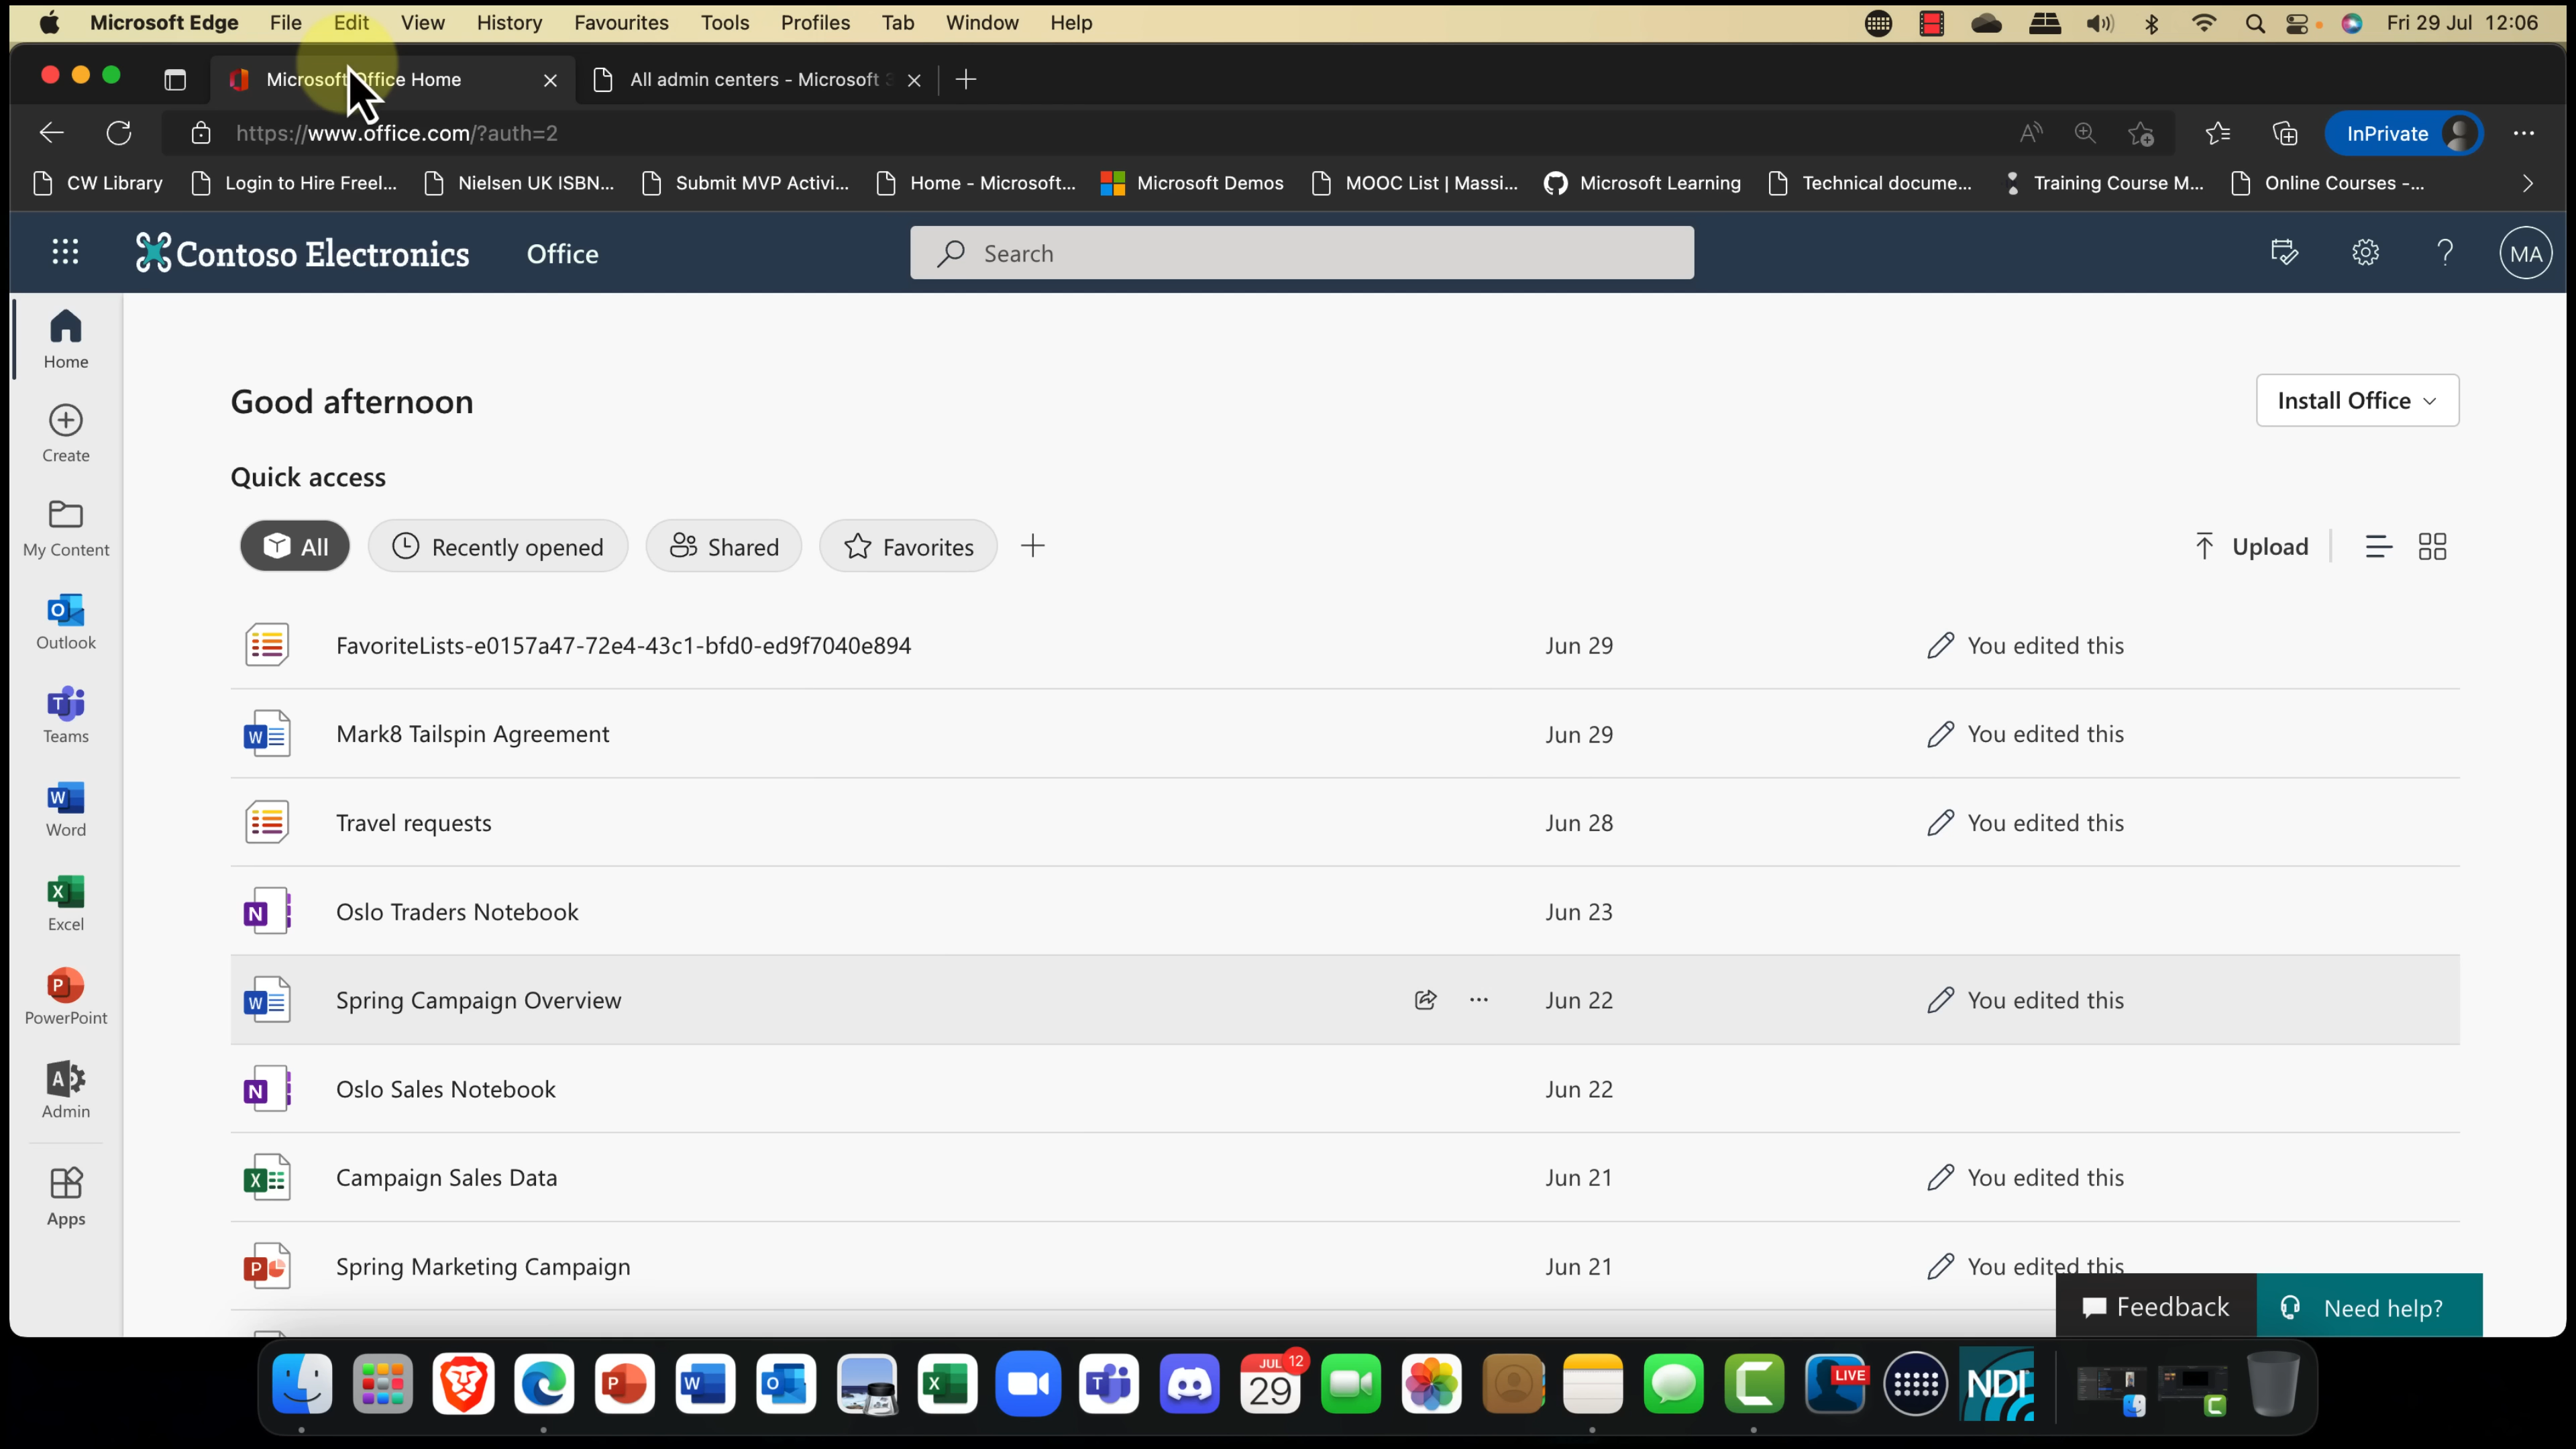 Microsoft Edge File Edit View History Favourites Tools Profiles Tab Window Help Fri 29 Jul 12:06
Microsoft Office Home All admin centers - Microsoft 3
https://www.office.com/?auth=2 InPrivate
CW Library Login to Hire Freel... Nielsen UK ISBN... Submit MVP Activi... Home - Microsoft... Microsoft Demos MOOC List | Massi... Microsoft Learning Technical docume... Training Course M... Online Courses -...
Contoso Electronics Office Search ? MA
Home
Create
My Content
Outlook
Teams
Word
Excel
PowerPoint
Admin
Apps
Good afternoon Install Office
Quick access
All Recently opened Shared Favorites Upload
FavoriteLists-e0157a47-72e4-43c1-bfd0-ed9f7040e894 Jun 29 You edited this
Mark8 Tailspin Agreement Jun 29 You edited this
Travel requests Jun 28 You edited this
Oslo Traders Notebook Jun 23
Spring Campaign Overview Jun 22 You edited this
Oslo Sales Notebook Jun 22
Campaign Sales Data Jun 21 You edited this
Spring Marketing Campaign Jun 21 You edited this
Feedback Need help?
JUL 29 12 LIVE NDI